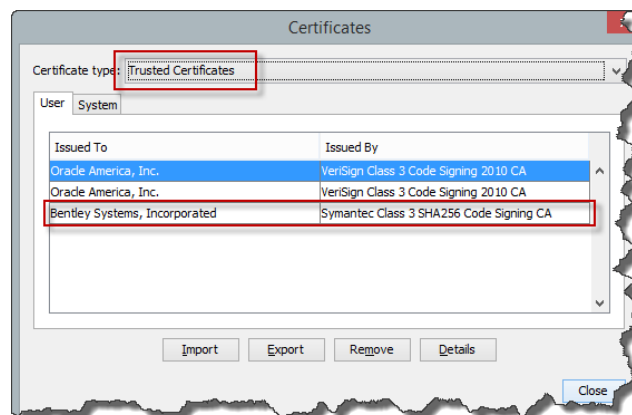 Certificates
Certificate type: Trusted Certificates
User System
Issued To Issued By
Oracle America, Inc. VeriSign Class 3 Code Signing 2010 CA
Oracle America, Inc. VeriSign Class 3 Code Signing 2010 CA
Bentley Systems, Incorporated Symantec Class 3 SHA256 Code Signing CA
Import Export Remove Details
Close